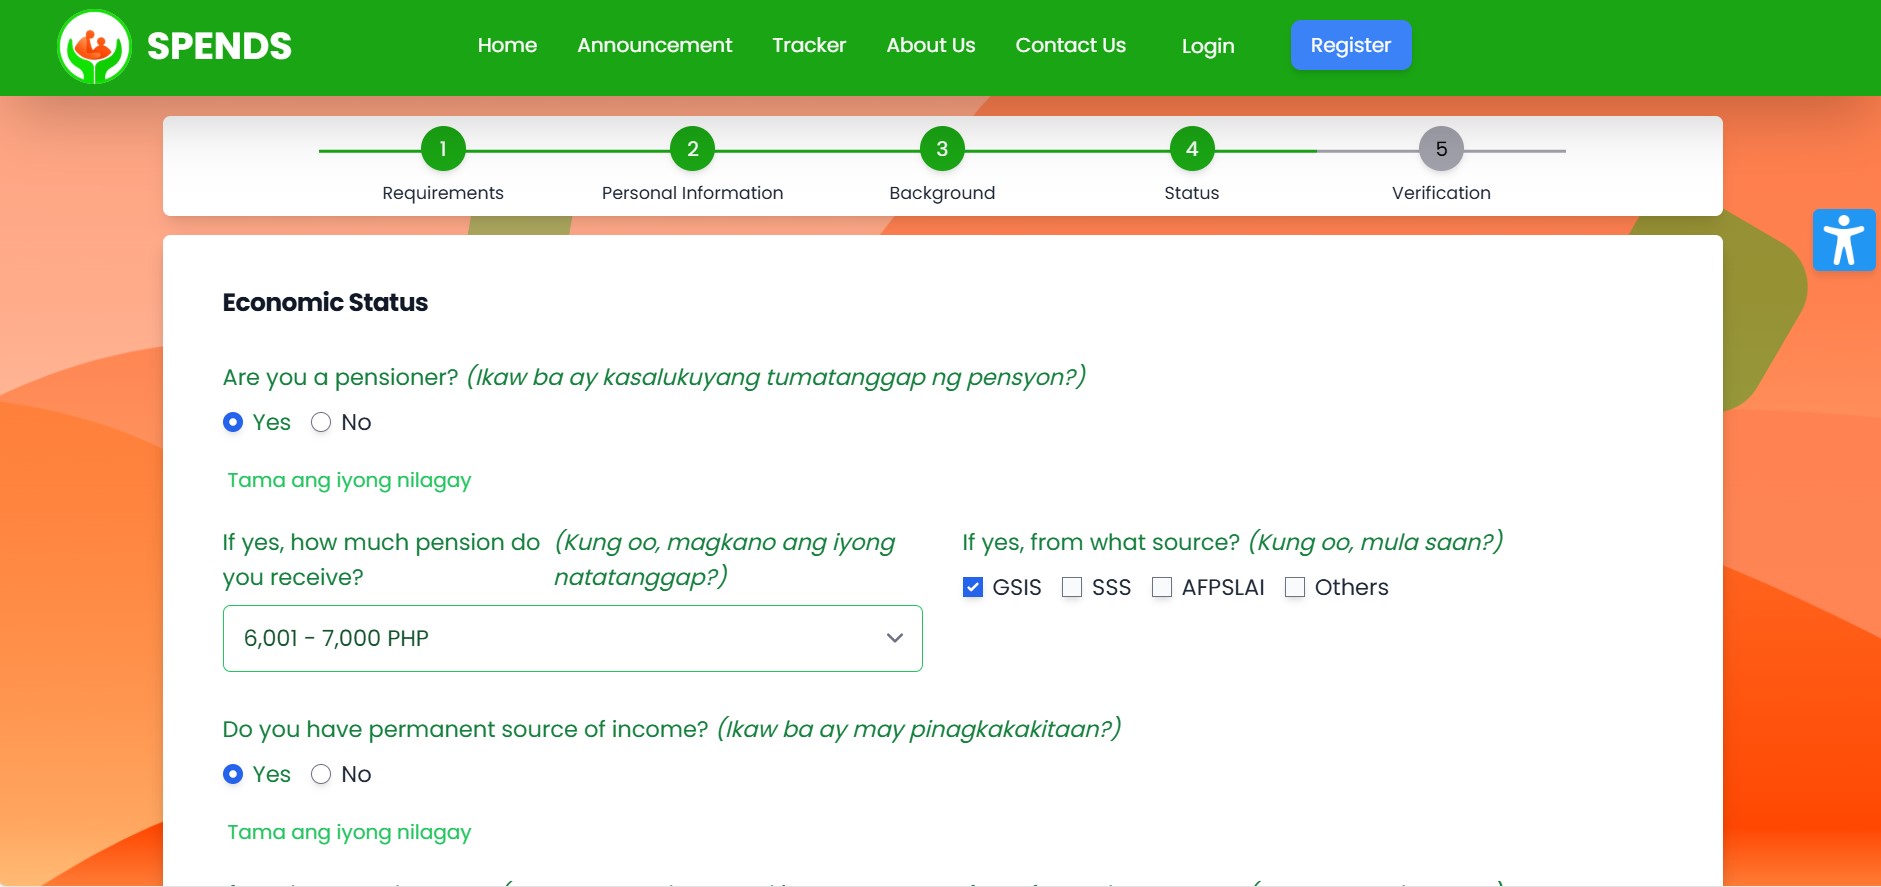 SPENDS
Home Announcement Tracker About Us Contact Us Login Register
1 2 3 4 5
Requirements Personal Information Background Status Verification
Economic Status
Are you a pensioner? (Ikaw ba ay kasalukuyang tumatanggap ng pensyon?)
Yes No
Tama ang iyong nilagay
If yes, how much pension do you receive? (Kung oo, magkano ang iyong natatanggap?)
6,001 - 7,000 PHP
If yes, from what source? (Kung oo, mula saan?)
GSIS SSS AFPSLAI Others
Do you have permanent source of income? (Ikaw ba ay may pinagkakakitaan?)
Yes No
Tama ang iyong nilagay